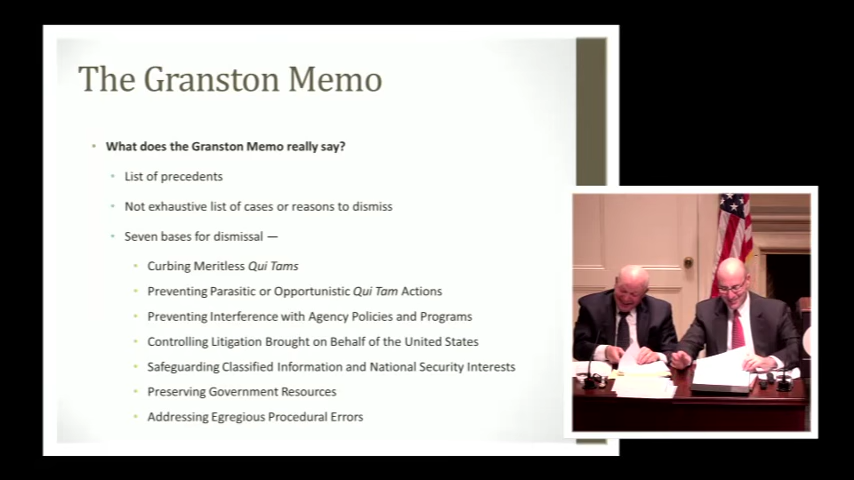 The Granston Memo
What does the Granston Memo really say?
List of precedents
Not exhaustive list of cases or reasons to dismiss
Seven bases for dismissal —
Curbing Meritless Qui Tams
Preventing Parasitic or Opportunistic Qui Tam Actions
Preventing Interference with Agency Policies and Programs
Controlling Litigation Brought on Behalf of the United States
Safeguarding Classified Information and National Security Interests
Preserving Government Resources
Addressing Egregious Procedural Errors